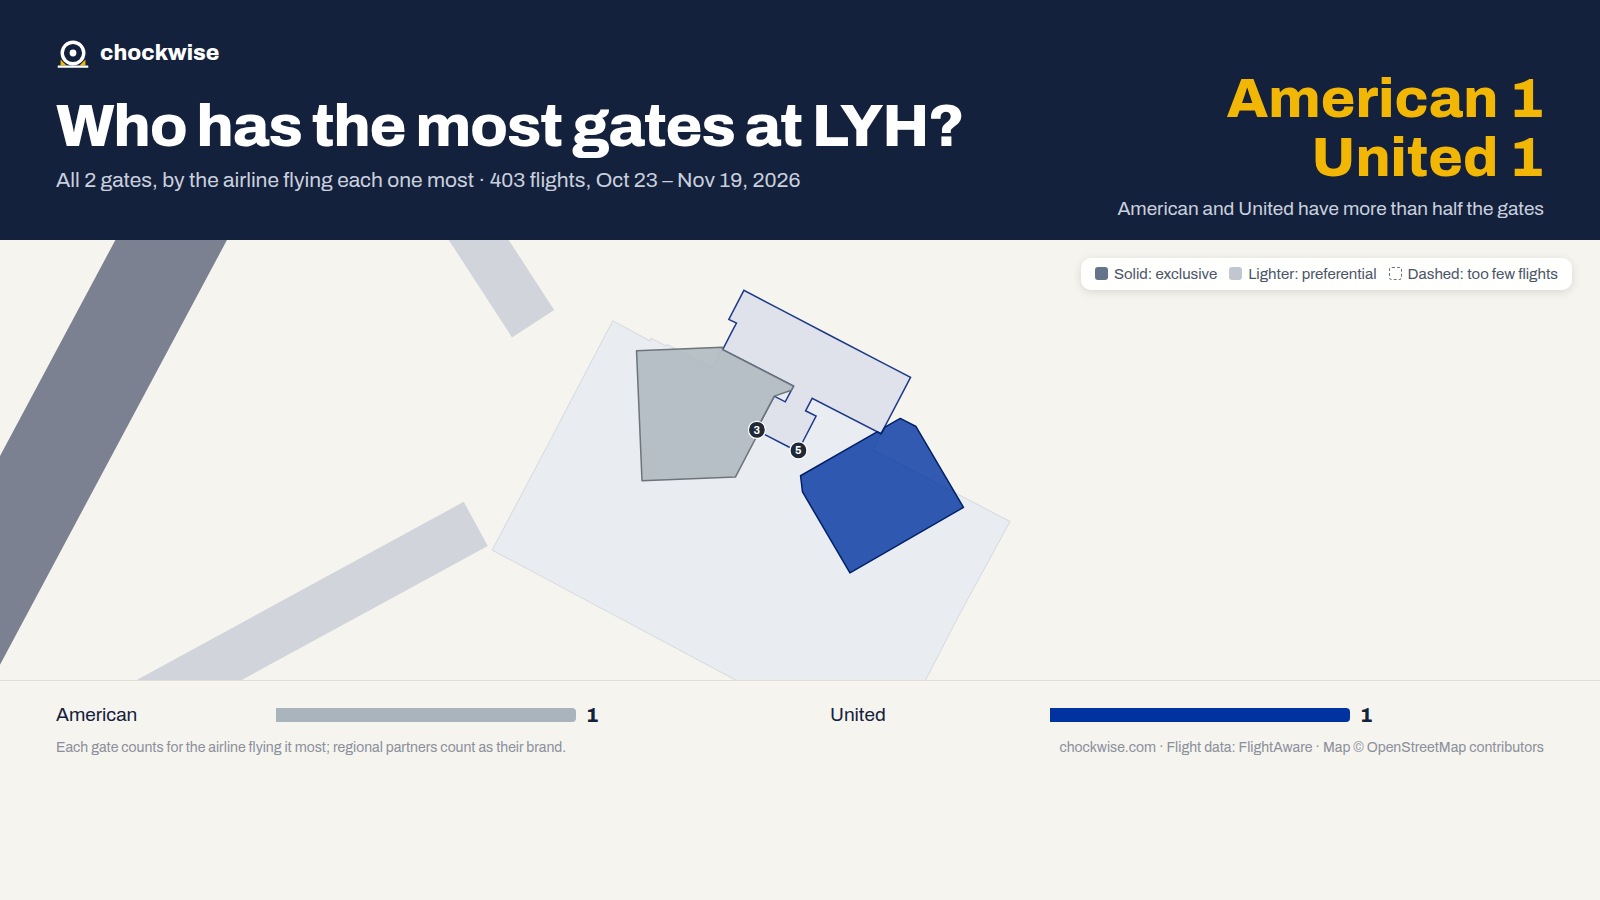 chockwise
Who has the most gates at LYH?
All 2 gates, by the airline flying each one most · 403 flights, Oct 23 – Nov 19, 2026
American 1
United 1
American and United have more than half the gates
Solid: exclusive Lighter: preferential Dashed: too few flights
3
5
American 1
United 1
Each gate counts for the airline flying it most; regional partners count as their brand.
chockwise.com · Flight data: FlightAware · Map © OpenStreetMap contributors